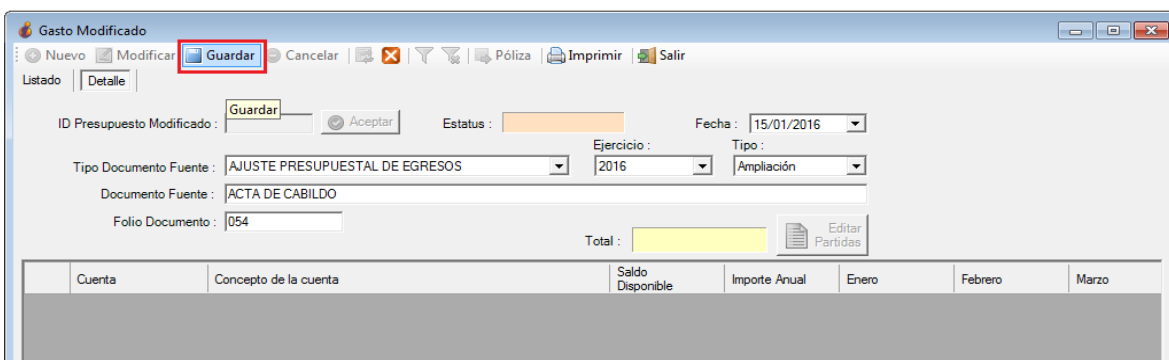 Gasto Modificado
Nuevo Modificar Guardar Cancelar Póliza Imprimir Salir
Listado Detalle
Guardar
ID Presupuesto Modificado : Aceptar Estatus : Fecha : 15/01/2016
Ejercicio : Tipo :
Tipo Documento Fuente : AJUSTE PRESUPUESTAL DE EGRESOS 2016 Ampliación
Documento Fuente : ACTA DE CABILDO
Folio Documento : 054
Total : Editar Partidas
Cuenta Concepto de la cuenta Saldo Disponible Importe Anual Enero Febrero Marzo